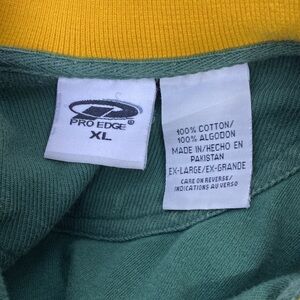 PRO EDGE®
XL
100% COTTON/
100% ALGODON
MADE IN/HECHO EN
PAKISTAN
EX-LARGE/EX-GRANDE
CARE ON REVERSE/
INDICATIONS AU VERSO